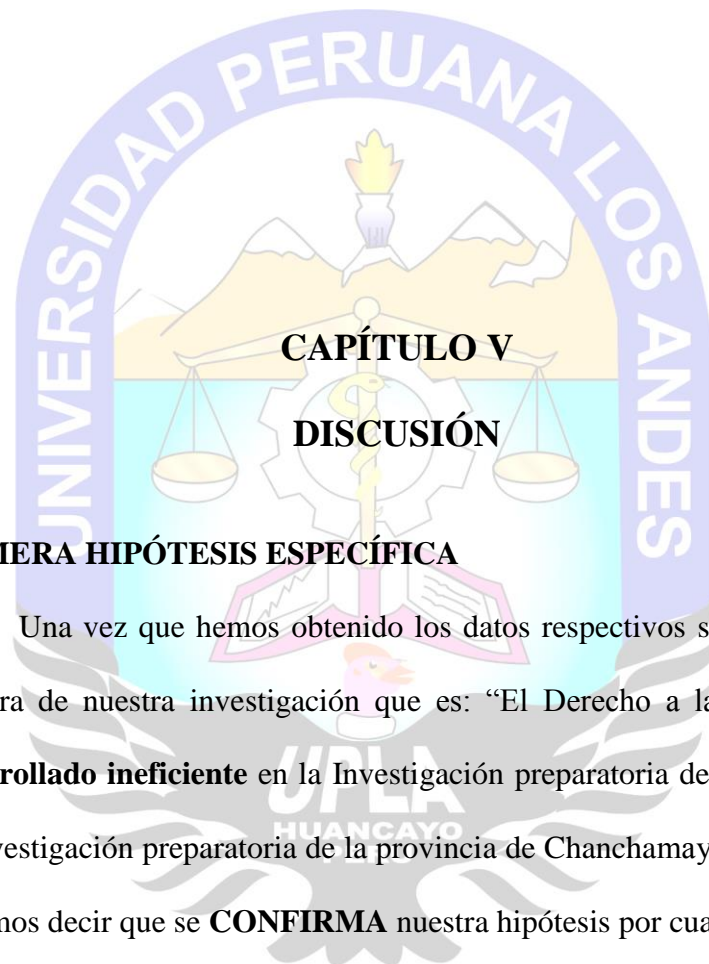 UNIVERSIDAD PERUANA LOS ANDES
CAPÍTULO V
DISCUSIÓN
MERA HIPÓTESIS ESPECÍFICA
Una vez que hemos obtenido los datos respectivos s
ra de nuestra investigación que es: “El Derecho a la
rollado ineficiente en la Investigación preparatoria de
vestigación preparatoria de la provincia de Chanchamay
mos decir que se CONFIRMA nuestra hipótesis por cua
UPLA
HUANCAYO
PERÚ